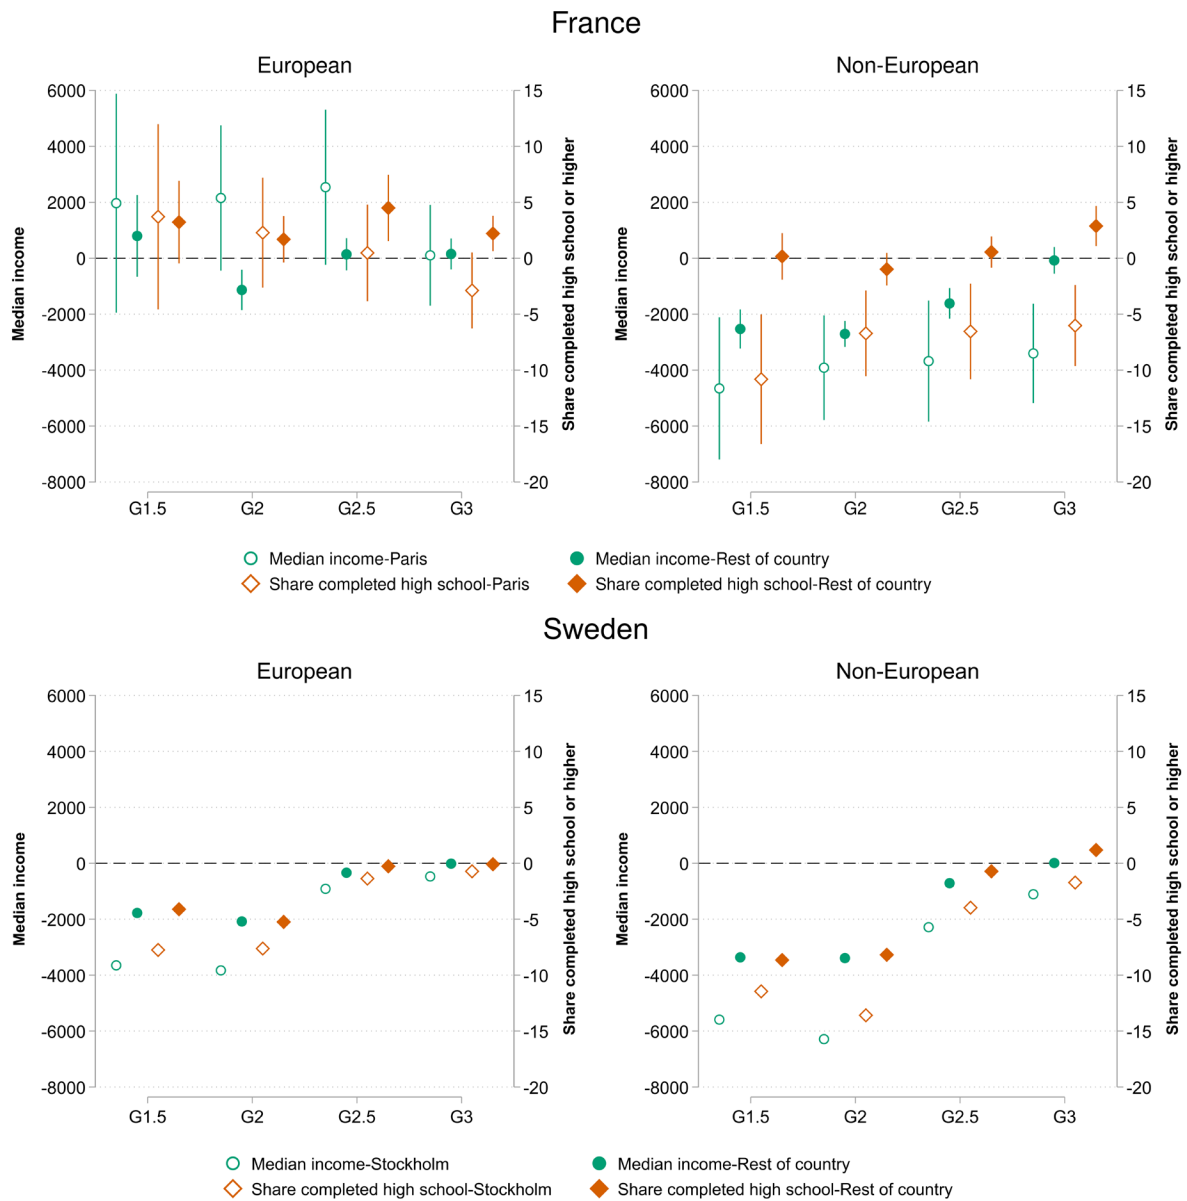 France
European
Non-European
6000
4000
2000
0
-2000
-4000
-6000
-8000
Median income
15
10
5
0
-5
-10
-15
-20
Share completed high school or higher
G1.5 G2 G2.5 G3
6000
4000
2000
0
-2000
-4000
-6000
-8000
Median income
15
10
5
0
-5
-10
-15
-20
Share completed high school or higher
G1.5 G2 G2.5 G3
Median income-Paris Median income-Rest of country
Share completed high school-Paris Share completed high school-Rest of country
Sweden
European
Non-European
6000
4000
2000
0
-2000
-4000
-6000
-8000
Median income
15
10
5
0
-5
-10
-15
-20
Share completed high school or higher
G1.5 G2 G2.5 G3
6000
4000
2000
0
-2000
-4000
-6000
-8000
Median income
15
10
5
0
-5
-10
-15
-20
Share completed high school or higher
G1.5 G2 G2.5 G3
Median income-Stockholm Median income-Rest of country
Share completed high school-Stockholm Share completed high school-Rest of country